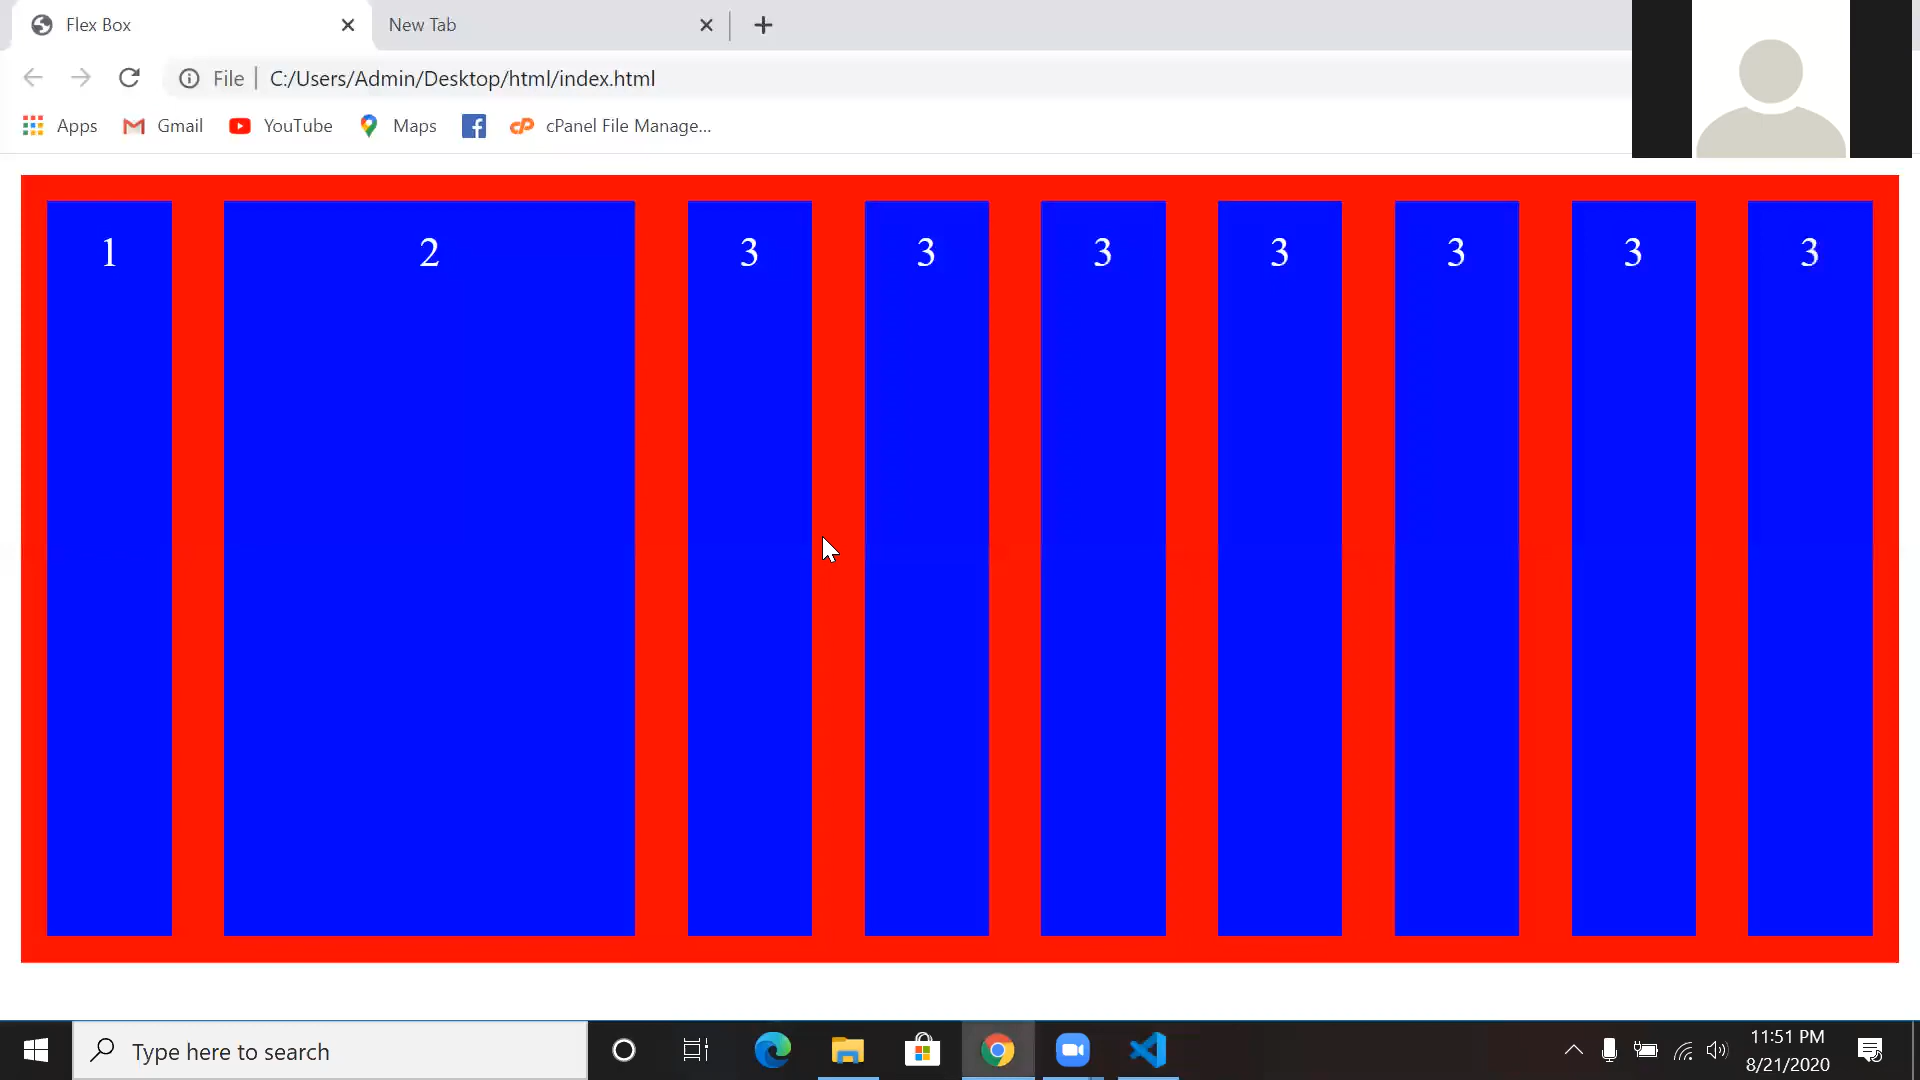 Flex Box
New Tab
File
C:/Users/Admin/Desktop/html/index.html
Apps
Gmail
YouTube
Maps
cPanel File Manage...
1 2 3 3 3 3 3 3 3
Type here to search
11:51 PM
8/21/2020